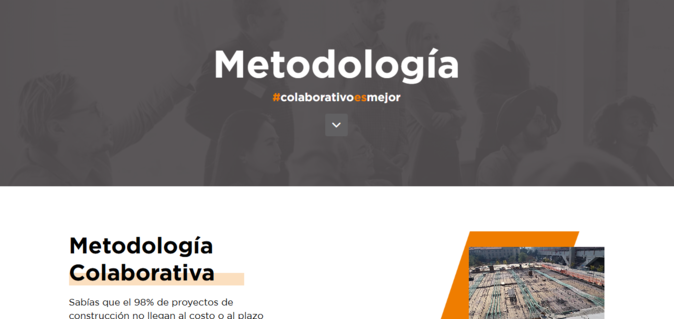 Metodología
#colaborativoesmejor
Metodología
Colaborativa
Sabías que el 98% de proyectos de
construcción no llegan al costo o al plazo